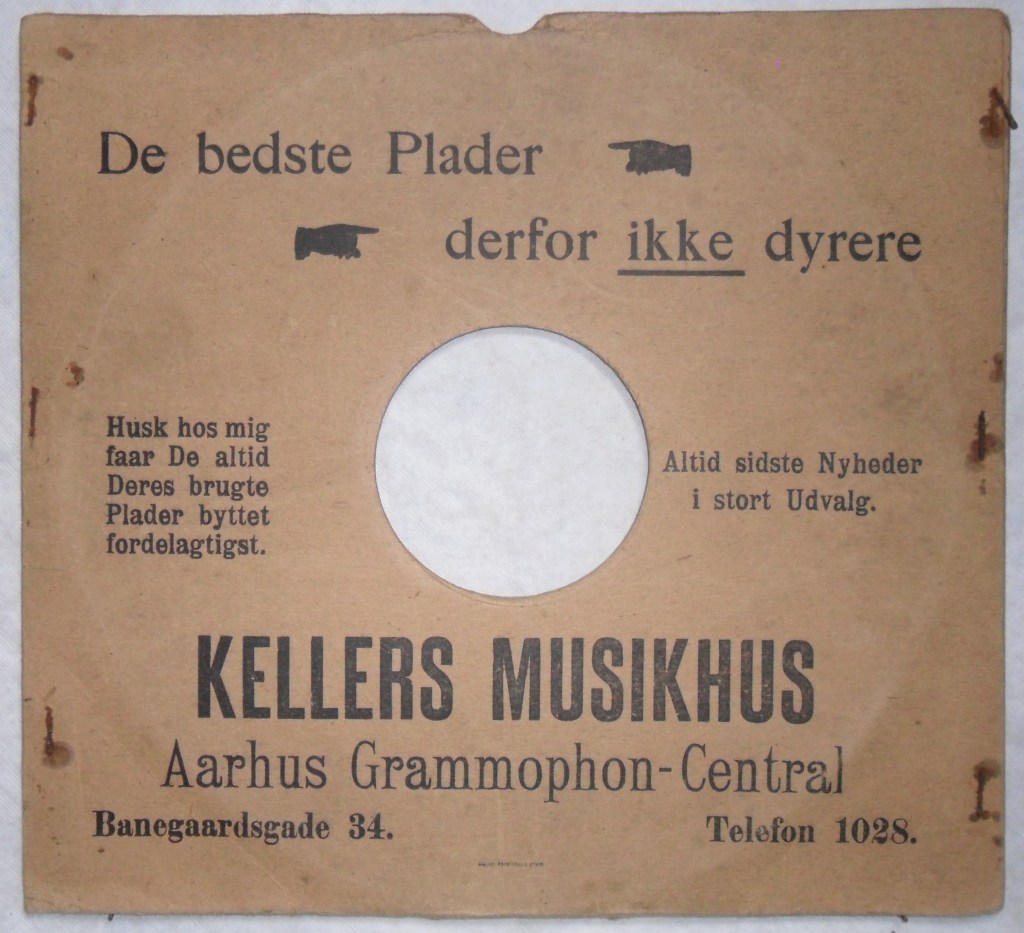 De bedste Plader
derfor ikke dyrere
Husk hos mig
faar De altid
Deres brugte
Plader byttet
fordelagtigst.
Altid sidste Nyheder
i stort Udvalg.
KELLERS MUSIKHUS
Aarhus Grammophon-Central
Banegaardsgade 34.
Telefon 1028.